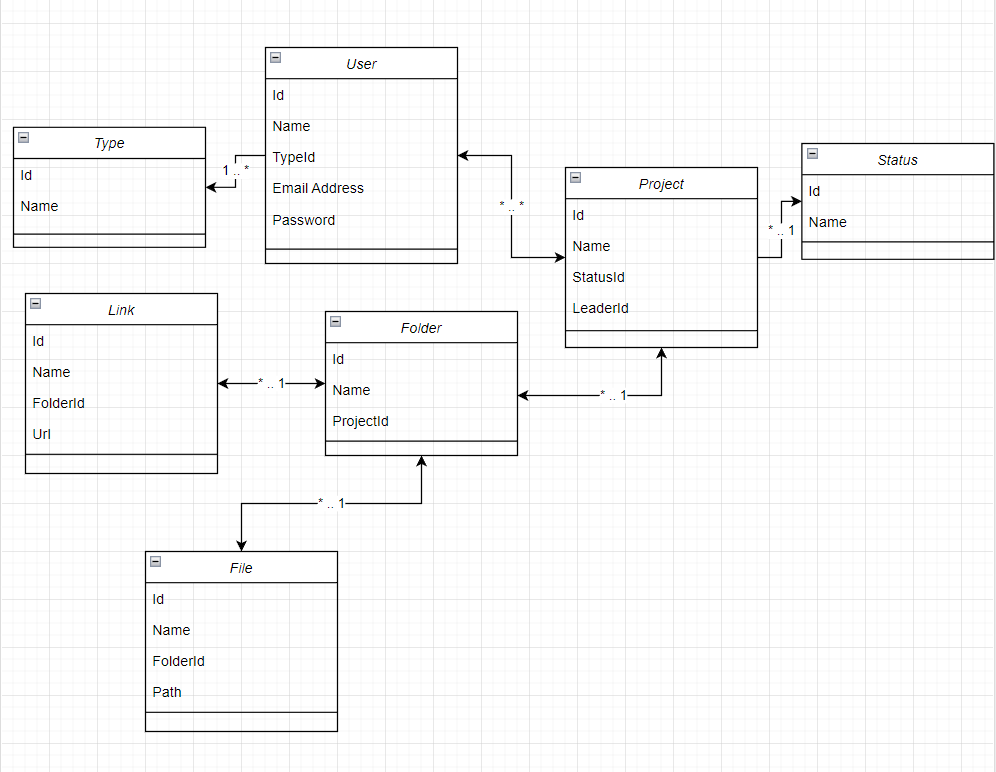 User
Id
Name
TypeId
Email Address
Password
Type
Id
Name
1 .. *
* .. *
Project
Id
Name
StatusId
LeaderId
Status
Id
Name
* .. 1
Link
Id
Name
FolderId
Url
* .. 1
Folder
Id
Name
ProjectId
* .. 1
* .. 1
File
Id
Name
FolderId
Path